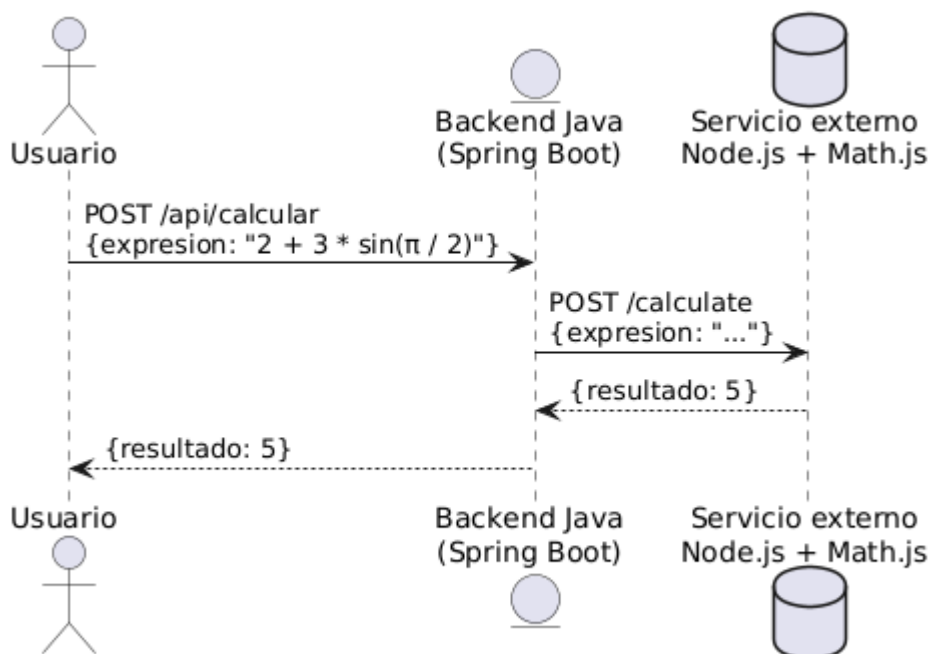 Usuario
Backend Java
(Spring Boot)
Servicio externo
Node.js + Math.js
POST /api/calcular
{expresion: "2 + 3 * sin(π / 2)"}
POST /calculate
{expresion: "..."}
{resultado: 5}
{resultado: 5}
Usuario
Backend Java
(Spring Boot)
Servicio externo
Node.js + Math.js